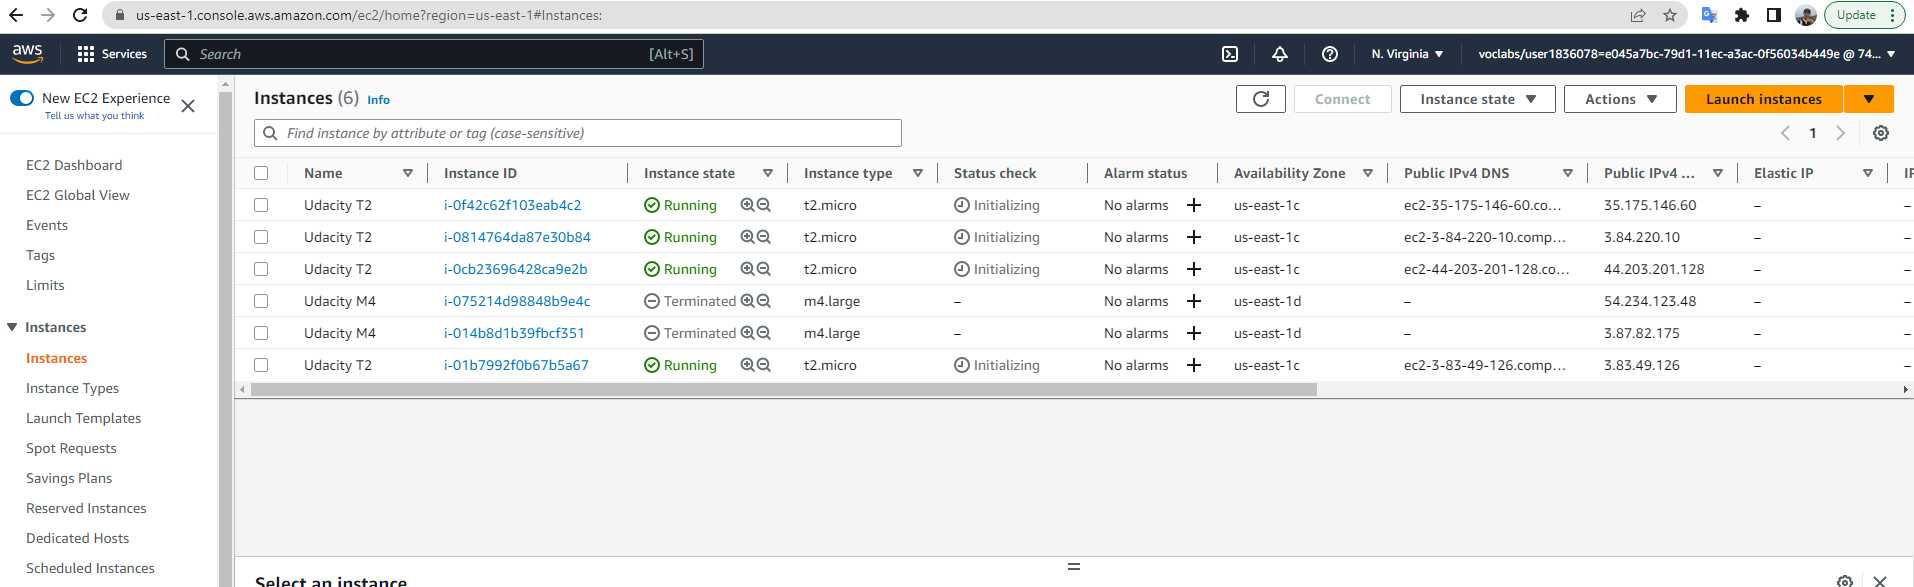 us-east-1.console.aws.amazon.com/ec2/home?region=us-east-1#Instances:
Update
aws
Services
Search
[Alt+S]
N. Virginia
voclabs/user1836078=e045a7bc-79d1-11ec-a3ac-0f56034b449e @ 74...
New EC2 Experience
Tell us what you think
EC2 Dashboard
EC2 Global View
Events
Tags
Limits
Instances
Instances
Instance Types
Launch Templates
Spot Requests
Savings Plans
Reserved Instances
Dedicated Hosts
Scheduled Instances
Instances (6) Info
Connect
Instance state
Actions
Launch instances
Find instance by attribute or tag (case-sensitive)
1
Name Instance ID Instance state Instance type Status check Alarm status Availability Zone Public IPv4 DNS Public IPv4 ... Elastic IP IP
Udacity T2 i-0f42c62f103eab4c2 Running t2.micro Initializing No alarms + us-east-1c ec2-35-175-146-60.co... 35.175.146.60 – –
Udacity T2 i-0814764da87e30b84 Running t2.micro Initializing No alarms + us-east-1c ec2-3-84-220-10.comp... 3.84.220.10 – –
Udacity T2 i-0cb23696428ca9e2b Running t2.micro Initializing No alarms + us-east-1c ec2-44-203-201-128.co... 44.203.201.128 – –
Udacity M4 i-075214d98848b9e4c Terminated m4.large – No alarms + us-east-1d – 54.234.123.48 – –
Udacity M4 i-014b8d1b39fbcf351 Terminated m4.large – No alarms + us-east-1d – 3.87.82.175 – –
Udacity T2 i-01b7992f0b67b5a67 Running t2.micro Initializing No alarms + us-east-1c ec2-3-83-49-126.comp... 3.83.49.126 – –
Select an instance